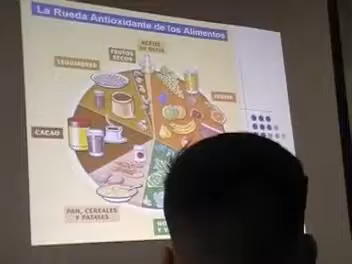 La Rueda Antioxidante de los Alimentos
ACEITE
DE OLIVA
FRUTOS
SECOS
LEGUMBRES
CACAO
PAN, CEREALES
Y PATATAS